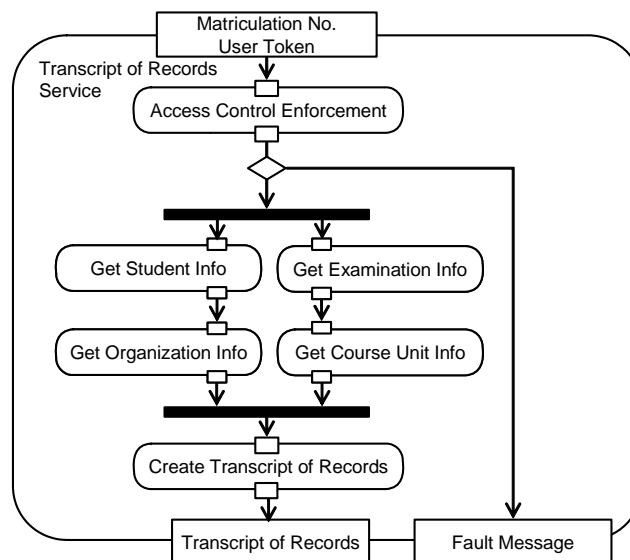 Matriculation No.
User Token
Transcript of Records
Service
Access Control Enforcement
Get Student Info
Get Examination Info
Get Organization Info
Get Course Unit Info
Create Transcript of Records
Transcript of Records
Fault Message